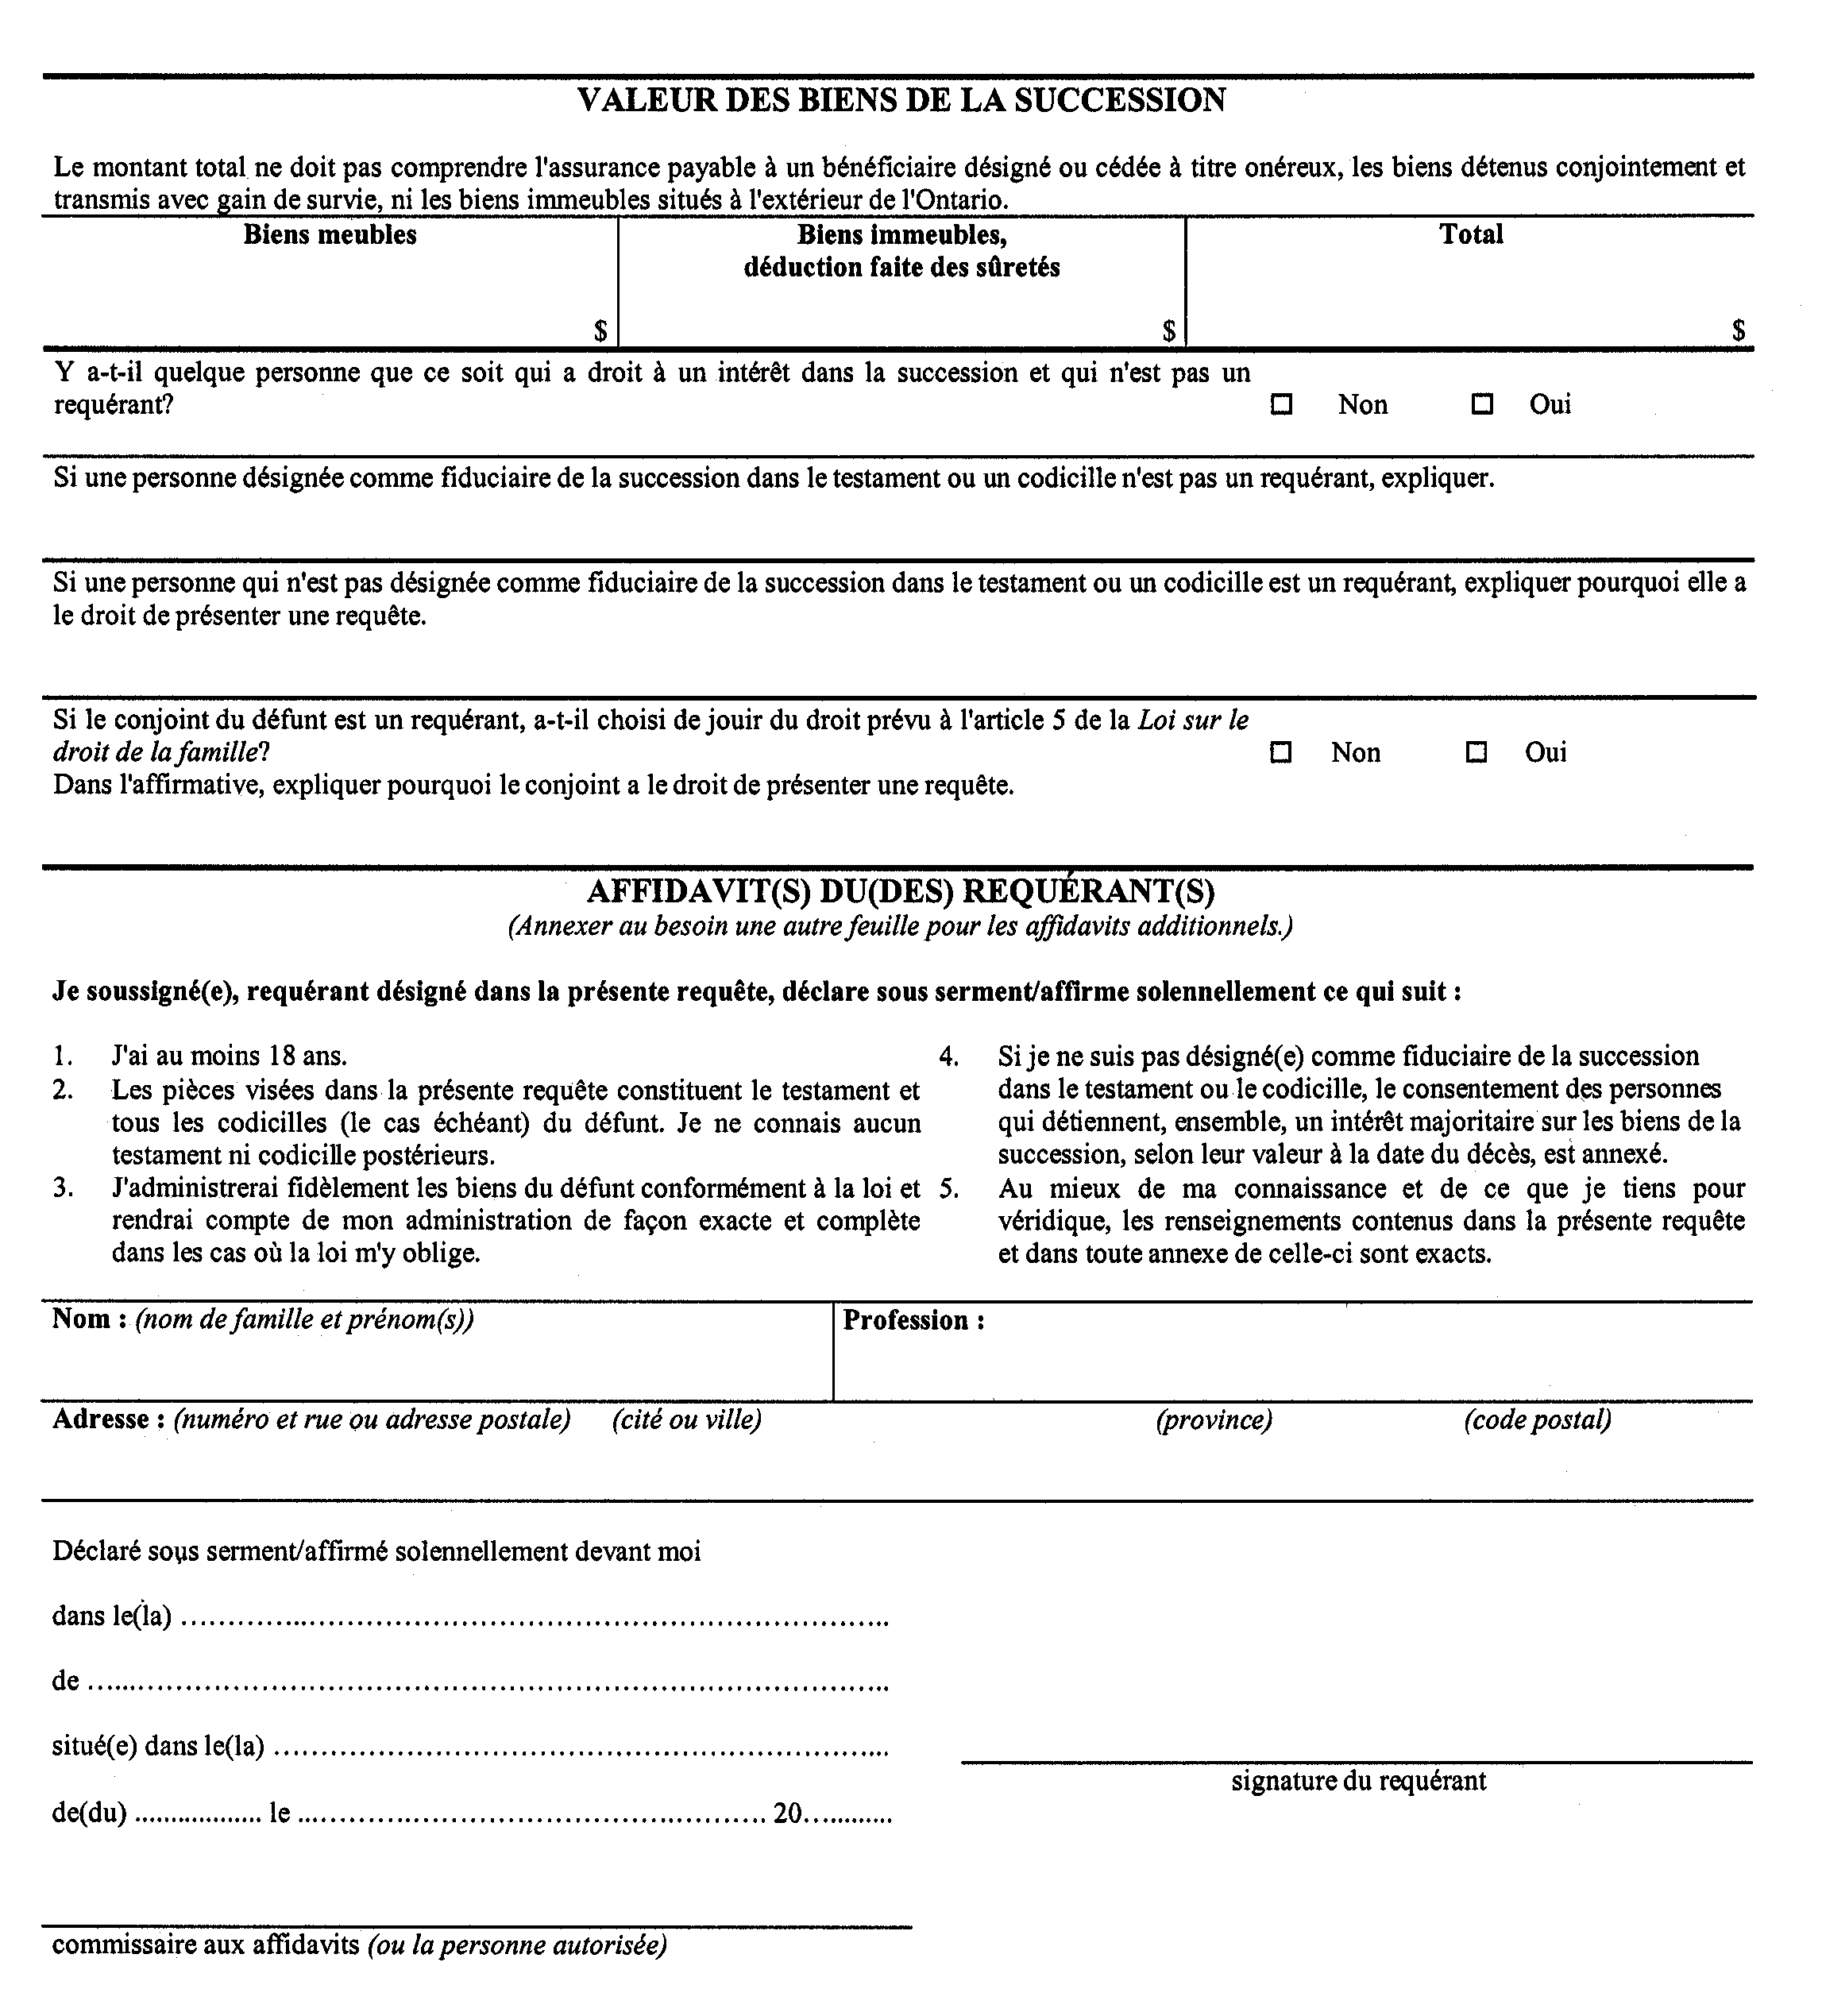 VALEUR DES BIENS DE LA SUCCESSION
Le montant total ne doit pas comprendre l'assurance payable à un bénéficiaire désigné ou cédée à titre onéreux, les biens détenus conjointement et
transmis avec gain de survie, ni les biens immeubles situés à l'extérieur de l'Ontario.
Biens meubles
$
Biens immeubles,
déduction faite des sûretés
$
Total
$
Y a-t-il quelque personne que ce soit qui a droit à un intérêt dans la succession et qui n'est pas un
requérant? ☐ Non ☐ Oui
Si une personne désignée comme fiduciaire de la succession dans le testament ou un codicille n'est pas un requérant, expliquer.
Si une personne qui n'est pas désignée comme fiduciaire de la succession dans le testament ou un codicille est un requérant, expliquer pourquoi elle a
le droit de présenter une requête.
Si le conjoint du défunt est un requérant, a-t-il choisi de jouir du droit prévu à l'article 5 de la Loi sur le
droit de la famille? ☐ Non ☐ Oui
Dans l'affirmative, expliquer pourquoi le conjoint a le droit de présenter une requête.
AFFIDAVIT(S) DU(DES) REQUÉRANT(S)
(Annexer au besoin une autre feuille pour les affidavits additionnels.)
Je soussigné(e), requérant désigné dans la présente requête, déclare sous serment/affirme solennellement ce qui suit :
1. J'ai au moins 18 ans.
2. Les pièces visées dans la présente requête constituent le testament et
tous les codicilles (le cas échéant) du défunt. Je ne connais aucun
testament ni codicille postérieurs.
3. J'administrerai fidèlement les biens du défunt conformément à la loi et
rendrai compte de mon administration de façon exacte et complète
dans les cas où la loi m'y oblige.
4. Si je ne suis pas désigné(e) comme fiduciaire de la succession
dans le testament ou le codicille, le consentement des personnes
qui détiennent, ensemble, un intérêt majoritaire sur les biens de la
succession, selon leur valeur à la date du décès, est annexé.
5. Au mieux de ma connaissance et de ce que je tiens pour
véridique, les renseignements contenus dans la présente requête
et dans toute annexe de celle-ci sont exacts.
Nom : (nom de famille et prénom(s))
Profession :
Adresse : (numéro et rue ou adresse postale) (cité ou ville) (province) (code postal)
Déclaré sous serment/affirmé solennellement devant moi
dans le(la) ..........................................................................
de ..........................................................................
situé(e) dans le(la) ..........................................................................
de(du) ................. le .................................................. 20............
signature du requérant
commissaire aux affidavits (ou la personne autorisée)